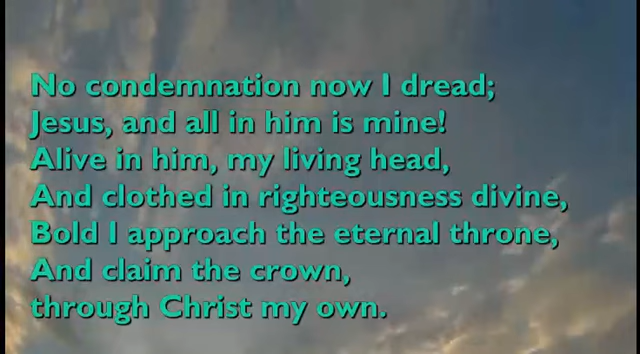 No condemnation now I dread;
Jesus, and all in him is mine!
Alive in him, my living head,
And clothed in righteousness divine,
Bold I approach the eternal throne,
And claim the crown,
through Christ my own.